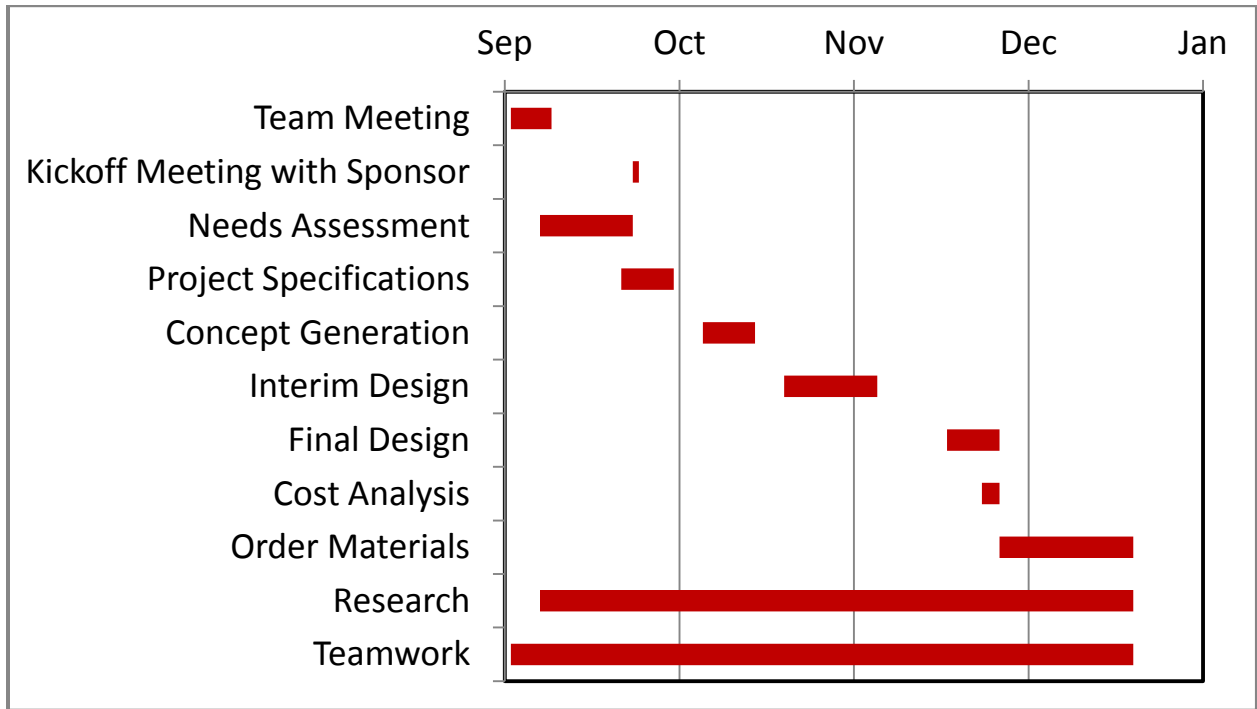 Sep Oct Nov Dec Jan
Team Meeting
Kickoff Meeting with Sponsor
Needs Assessment
Project Specifications
Concept Generation
Interim Design
Final Design
Cost Analysis
Order Materials
Research
Teamwork